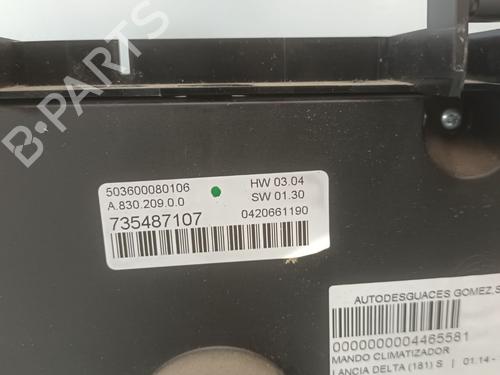 B-PARTS
503600080106 HW 03.04
A.830.209.0.0 SW 01.30
735487107 0420661190
AUTODESGUACES GOMEZ,S
0000000004465581
MANDO CLIMATIZADOR
LANCIA DELTA (181) S | 01.14 -